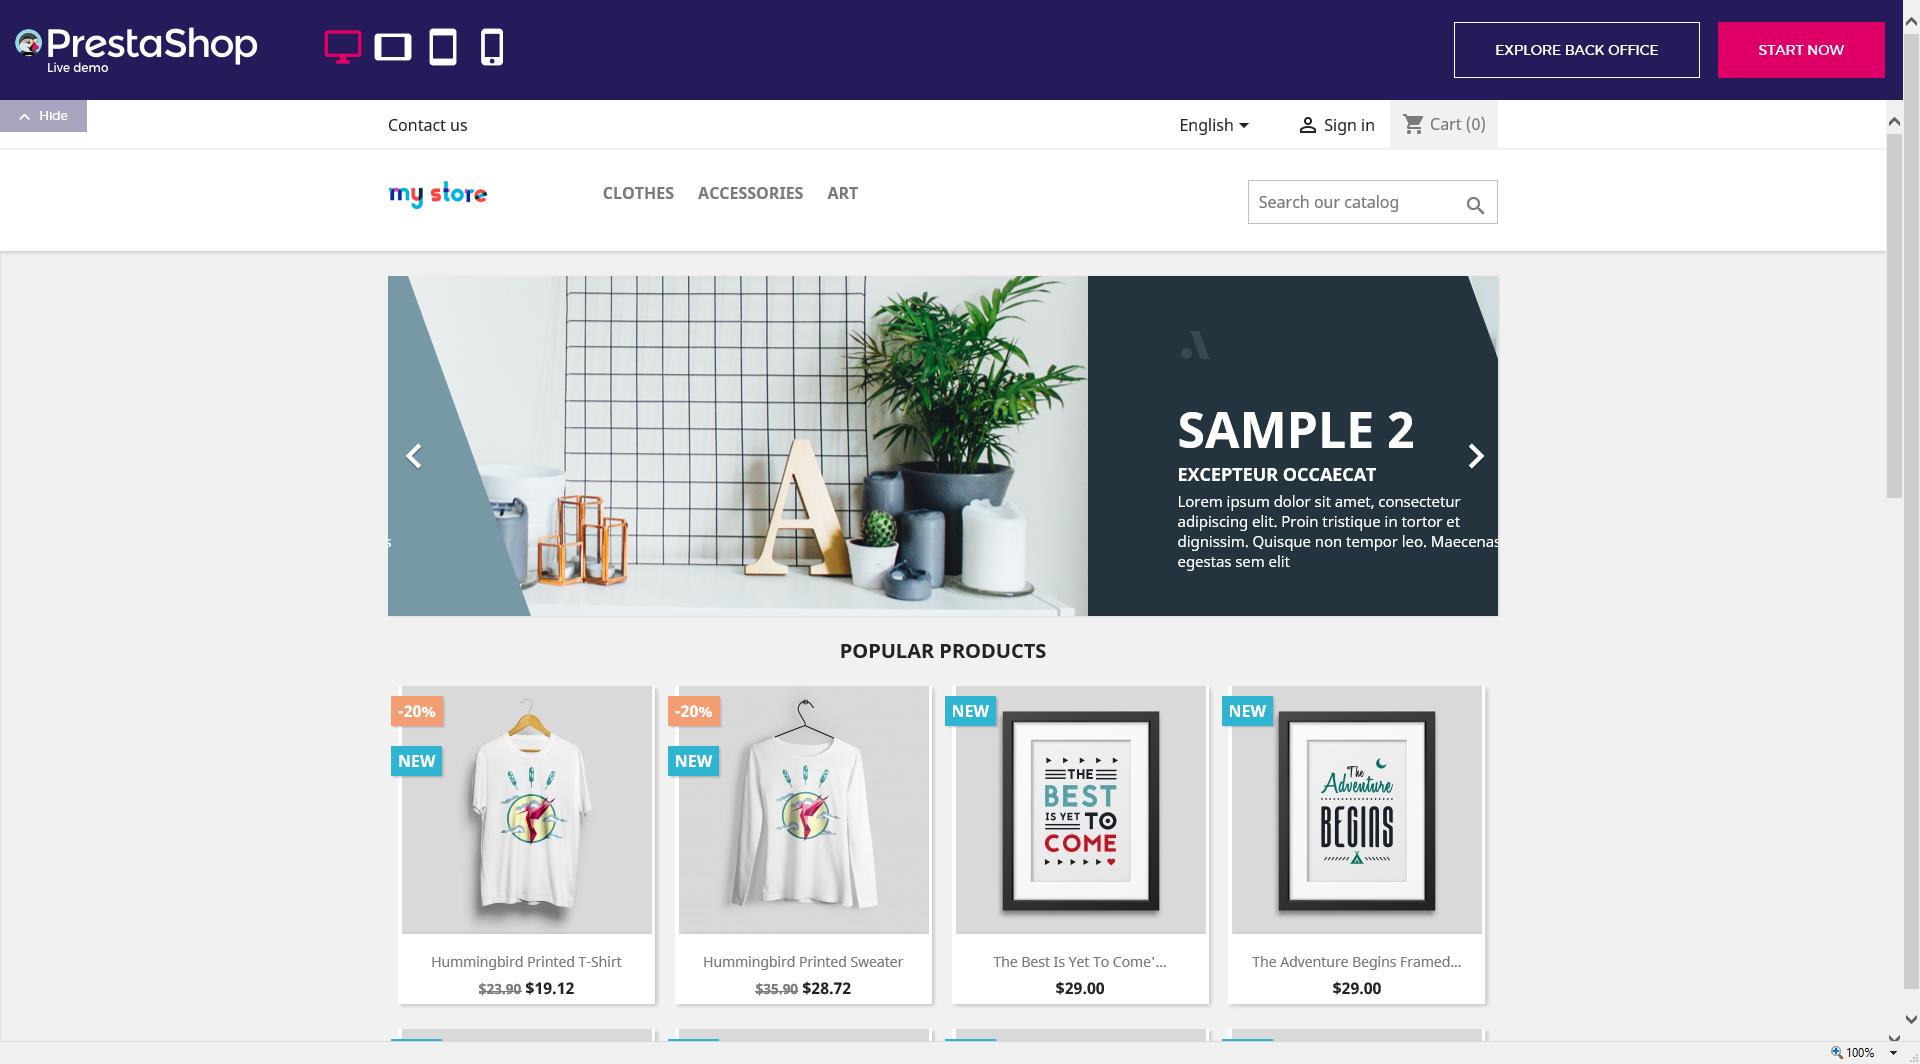 PrestaShop
Live demo
EXPLORE BACK OFFICE
START NOW
Hide
Contact us
English
Sign in
Cart (0)
my store
CLOTHES
ACCESSORIES
ART
Search our catalog
A
SAMPLE 2
EXCEPTEUR OCCAECAT
Lorem ipsum dolor sit amet, consectetur
adipiscing elit. Proin tristique in tortor et
dignissim. Quisque non tempor leo. Maecenas
egestas sem elit
s
POPULAR PRODUCTS
-20%
NEW
Hummingbird Printed T-Shirt
$23.90 $19.12
-20%
NEW
Hummingbird Printed Sweater
$35.90 $28.72
NEW
THE
BEST
IS YET TO
COME
The Best Is Yet To Come'...
$29.00
NEW
The
Adventure
BEGINS
The Adventure Begins Framed...
$29.00
100%